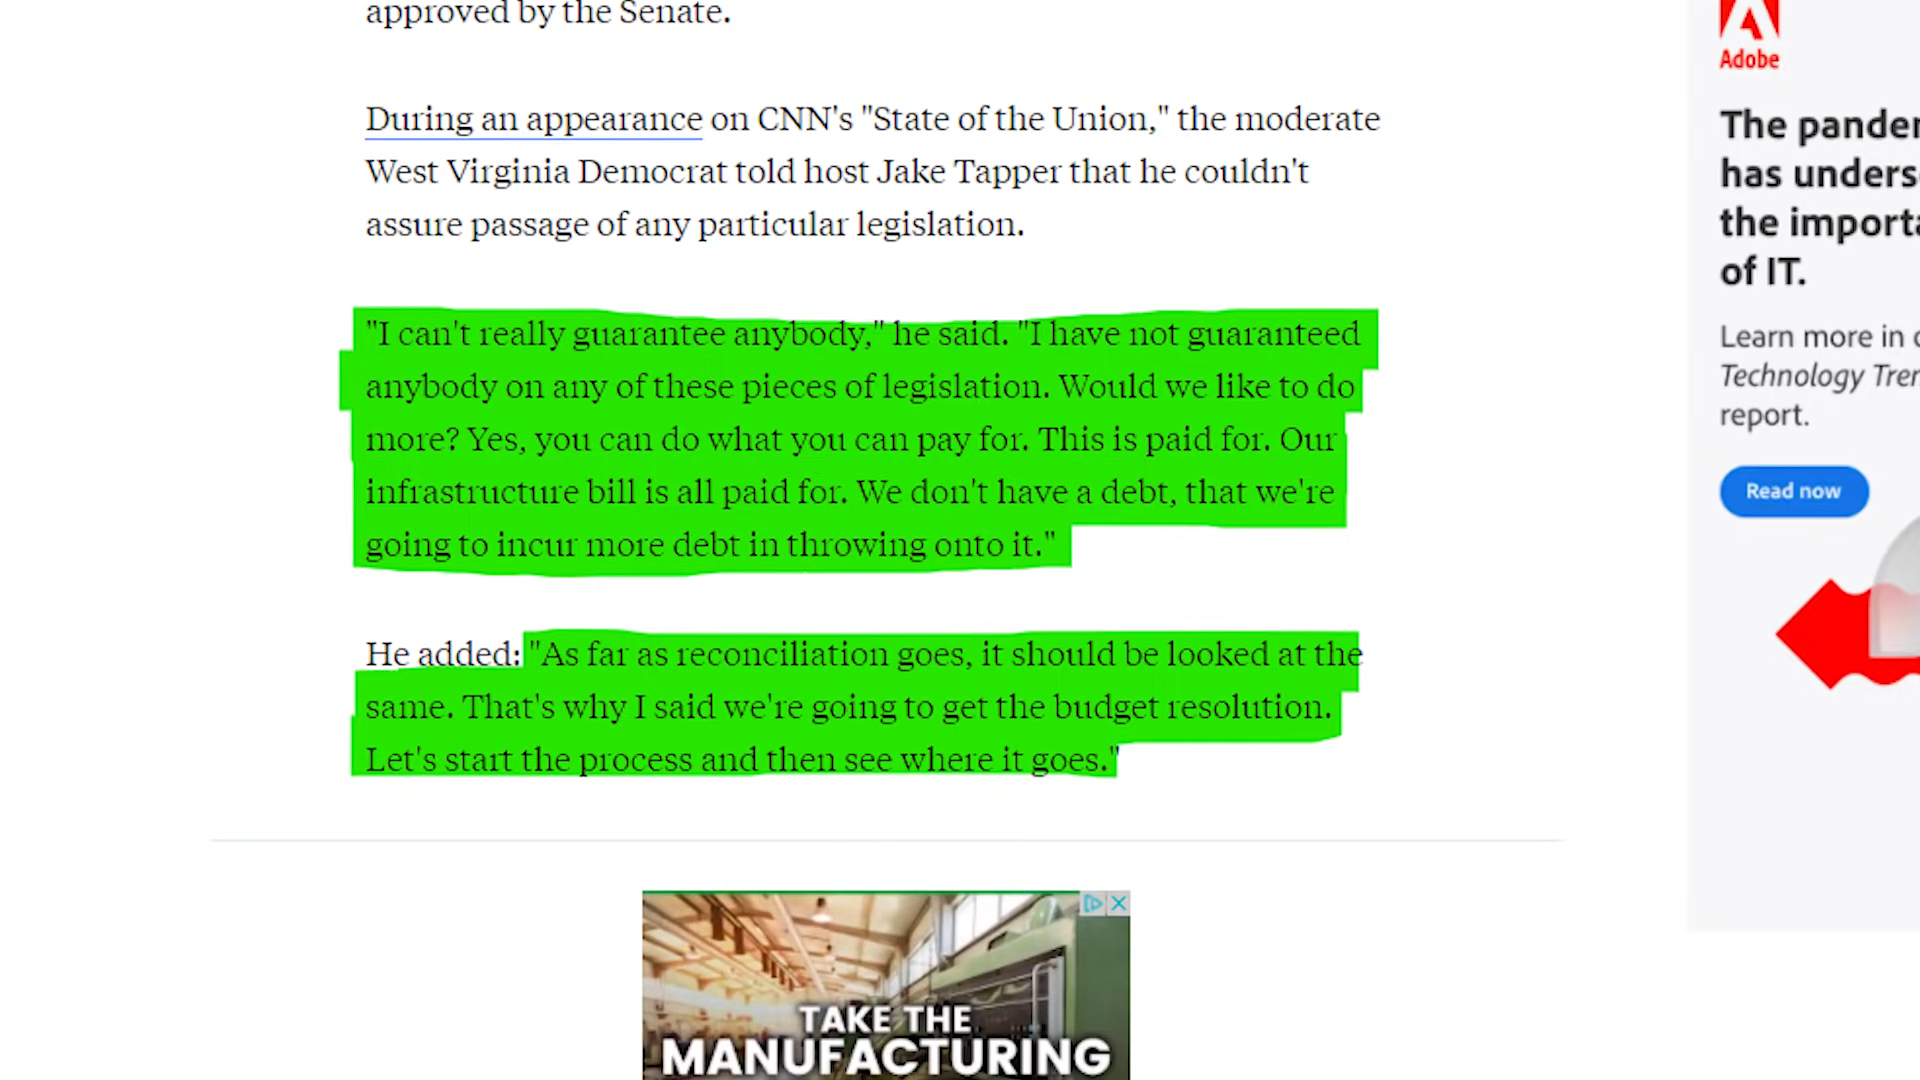 approved by the Senate.
During an appearance on CNN's "State of the Union," the moderate
West Virginia Democrat told host Jake Tapper that he couldn't
assure passage of any particular legislation.
"I can't really guarantee anybody," he said. "I have not guaranteed
anybody on any of these pieces of legislation. Would we like to do
more? Yes, you can do what you can pay for. This is paid for. Our
infrastructure bill is all paid for. We don't have a debt, that we're
going to incur more debt in throwing onto it."
He added: "As far as reconciliation goes, it should be looked at the
same. That's why I said we're going to get the budget resolution.
Let's start the process and then see where it goes."
TAKE THE
MANUFACTURING
Adobe
The pander
has unders
the importa
of IT.
Learn more in
Technology Tren
report.
Read now